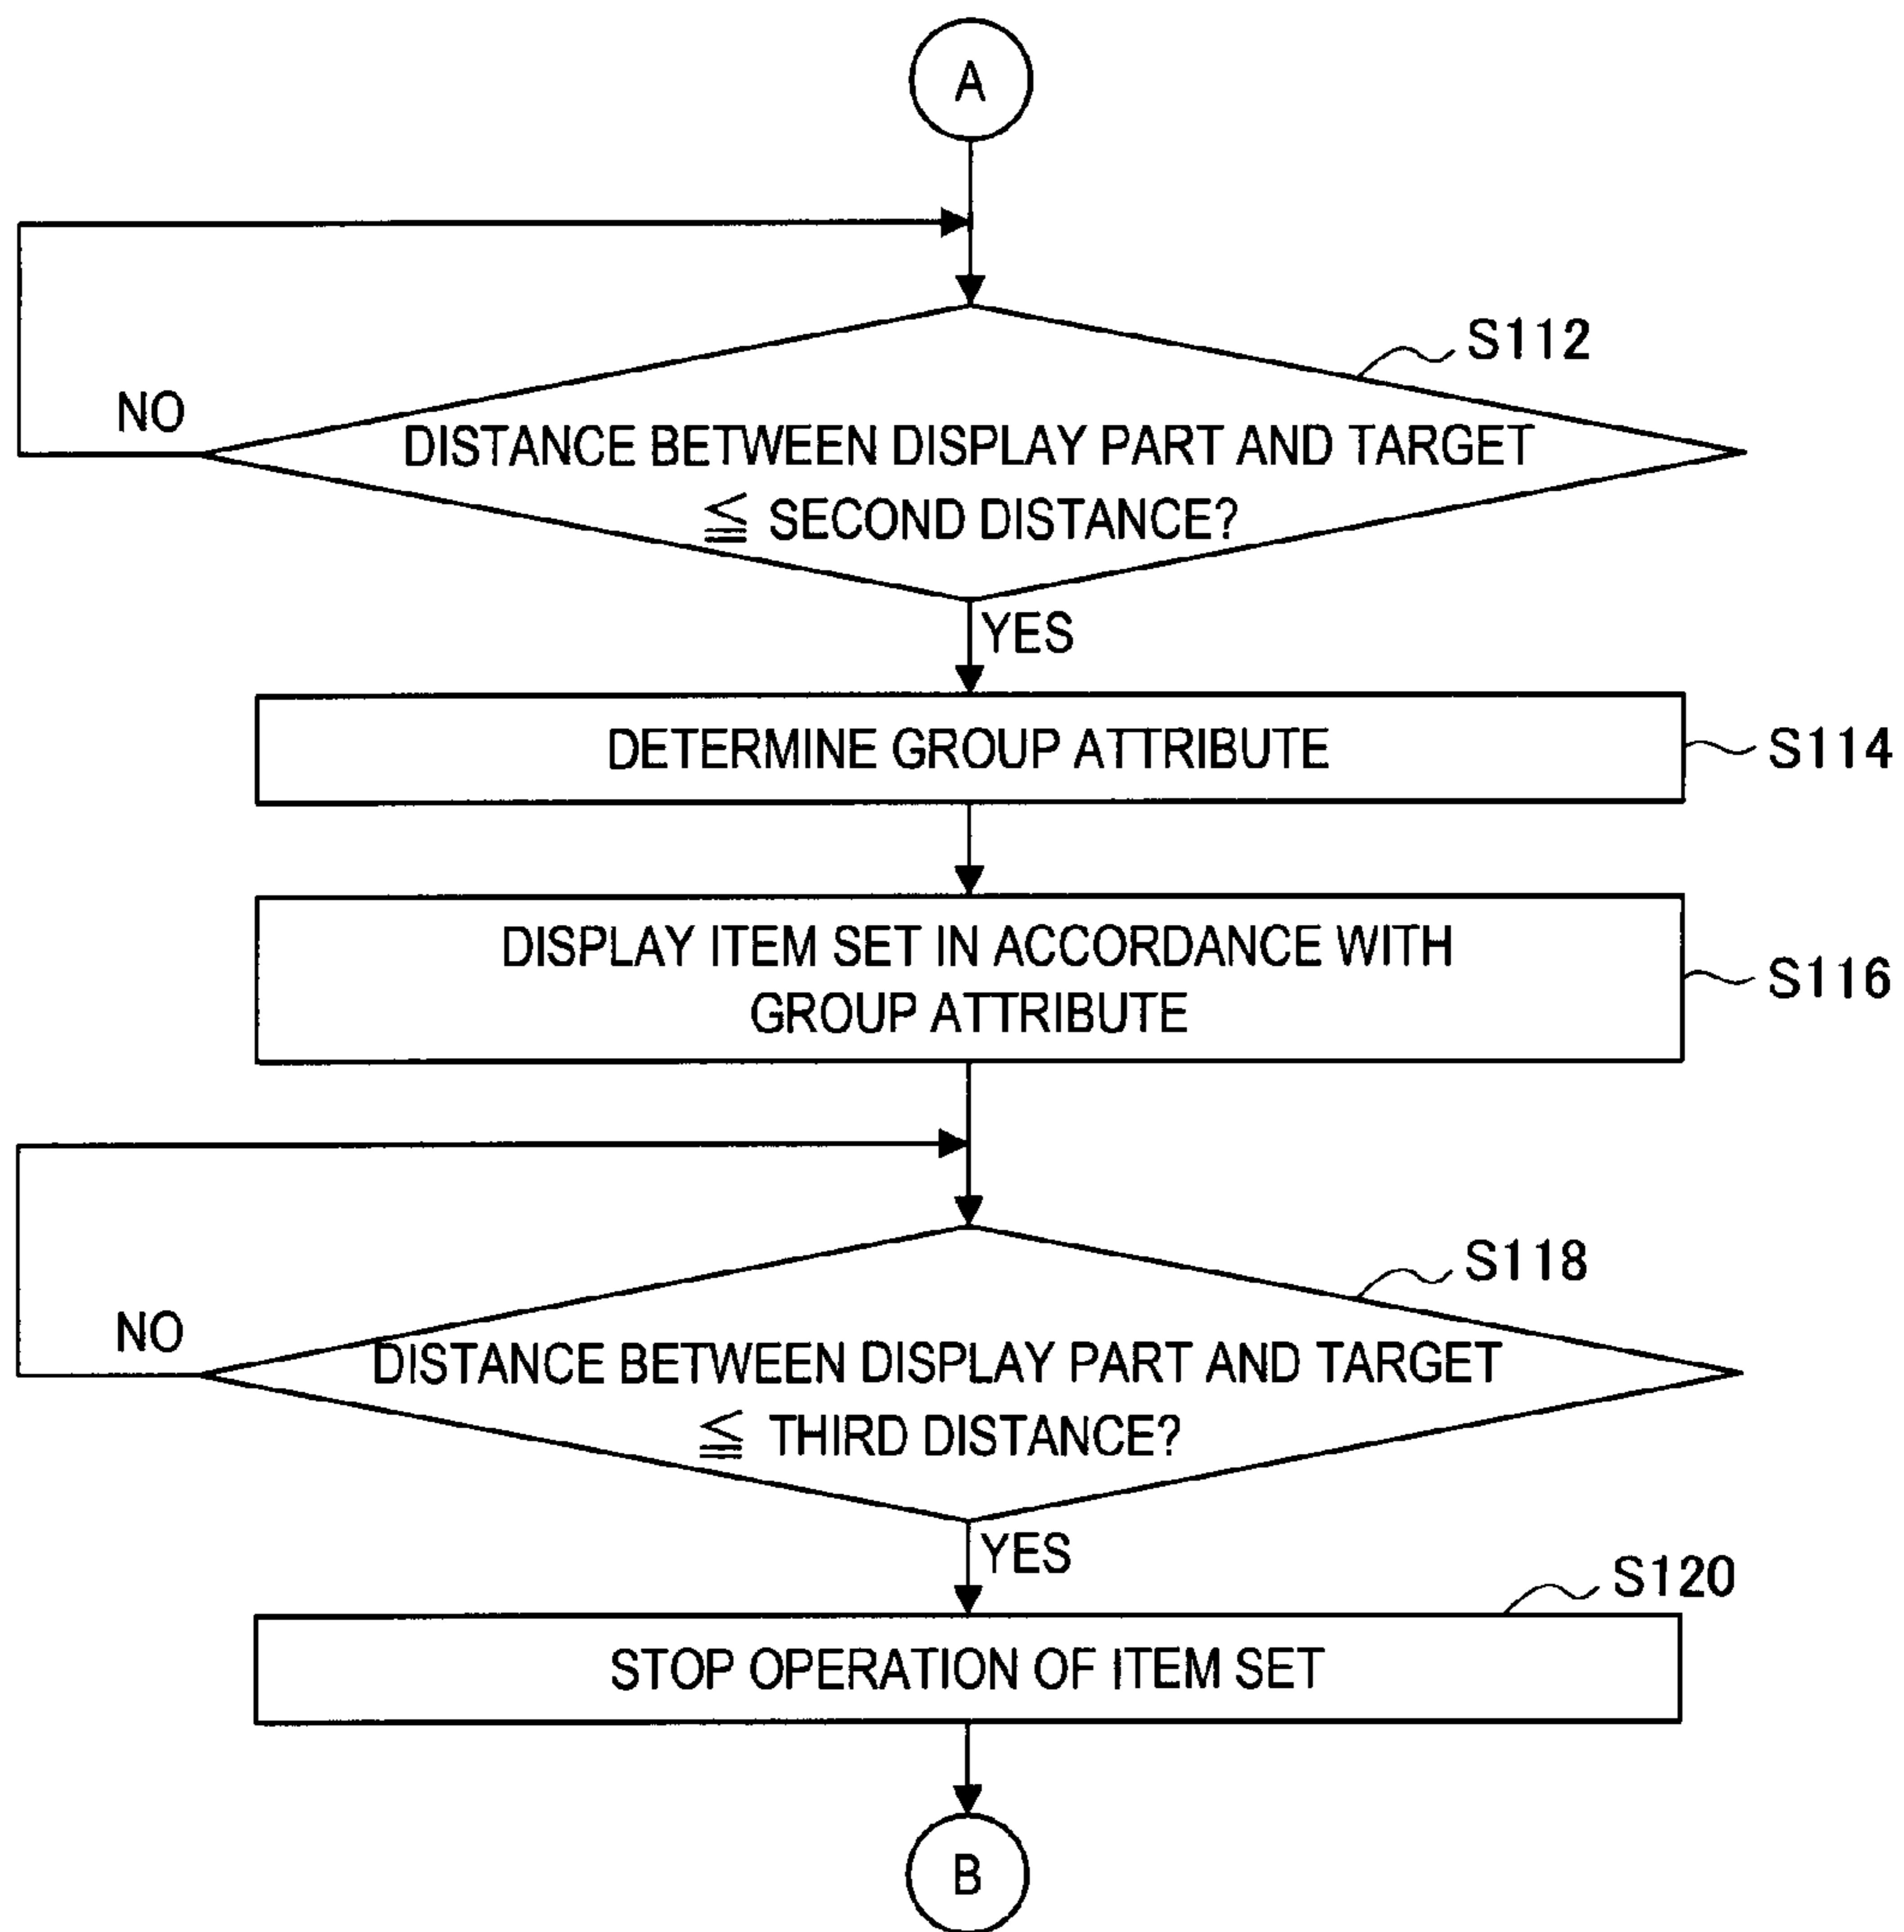 A
S112
NO
DISTANCE BETWEEN DISPLAY PART AND TARGET
≦ SECOND DISTANCE?
YES
DETERMINE GROUP ATTRIBUTE
S114
DISPLAY ITEM SET IN ACCORDANCE WITH
GROUP ATTRIBUTE
S116
S118
NO
DISTANCE BETWEEN DISPLAY PART AND TARGET
≦ THIRD DISTANCE?
YES
S120
STOP OPERATION OF ITEM SET
B